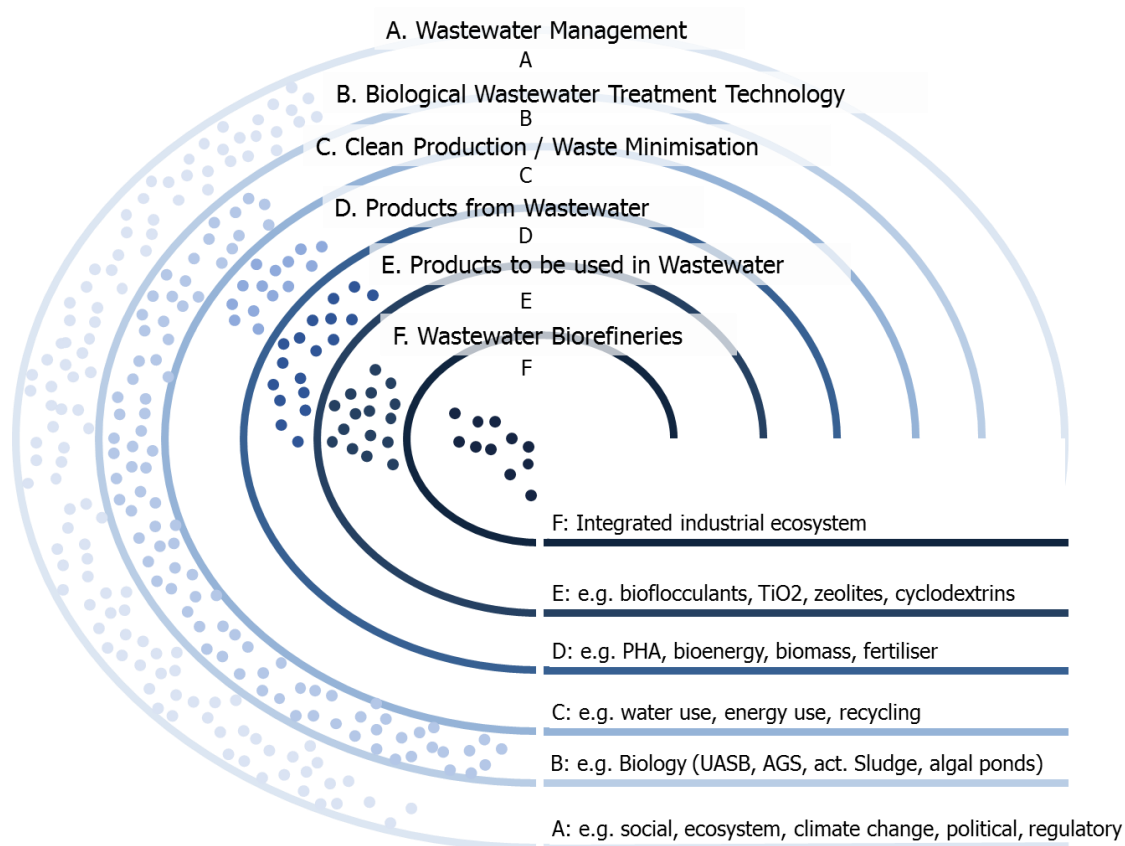 A. Wastewater Management
A
B. Biological Wastewater Treatment Technology
B
C. Clean Production / Waste Minimisation
C
D. Products from Wastewater
D
E. Products to be used in Wastewater
E
F. Wastewater Biorefineries
F
F: Integrated industrial ecosystem
E: e.g. bioflocculants, TiO2, zeolites, cyclodextrins
D: e.g. PHA, bioenergy, biomass, fertiliser
C: e.g. water use, energy use, recycling
B: e.g. Biology (UASB, AGS, act. Sludge, algal ponds)
A: e.g. social, ecosystem, climate change, political, regulatory